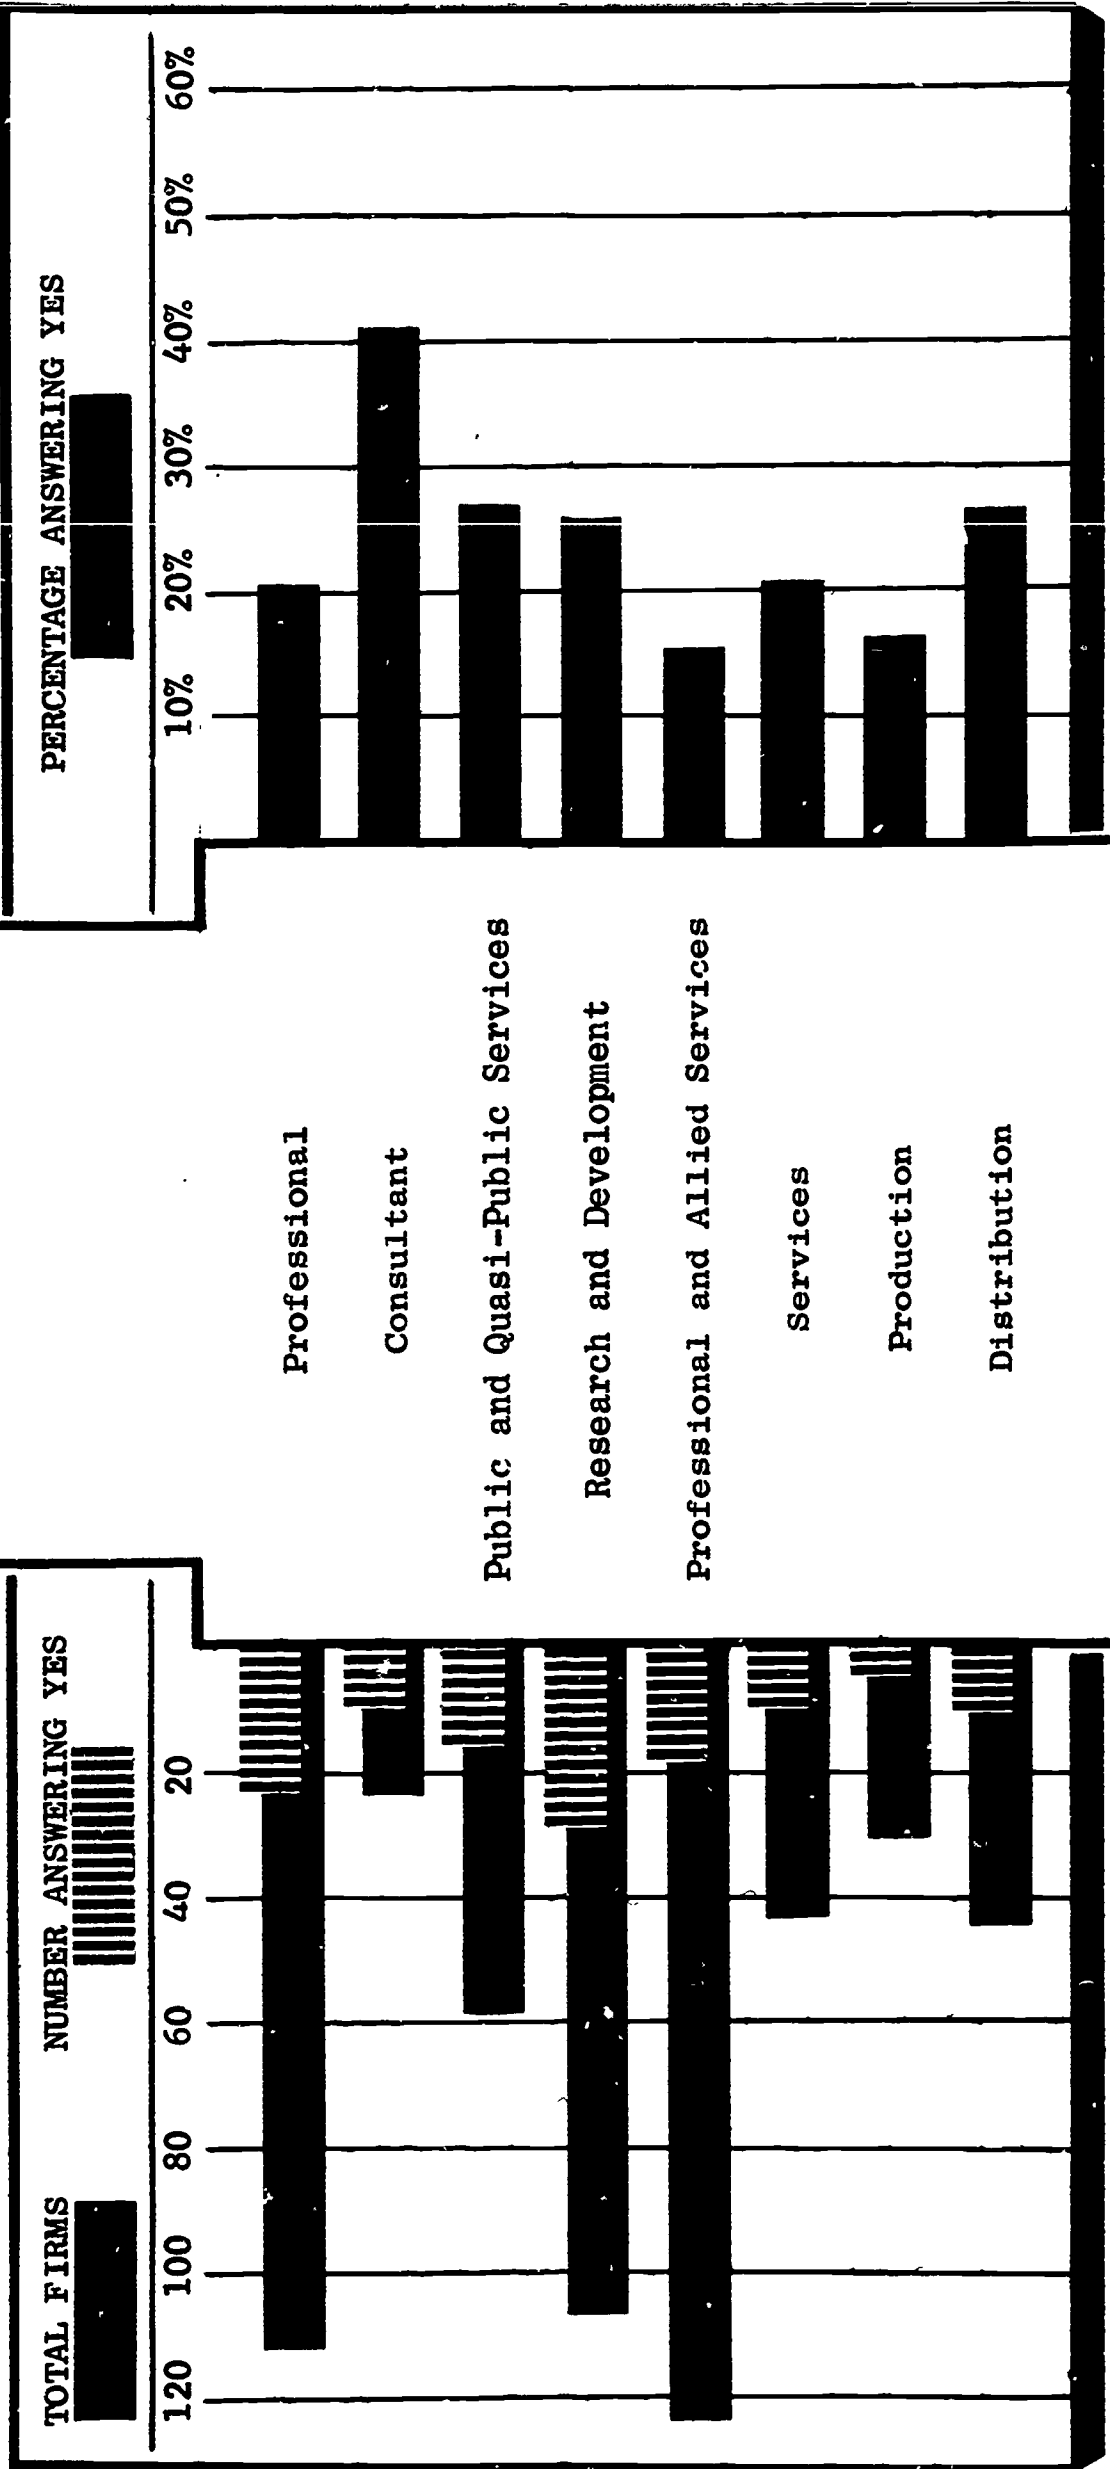 TOTAL FIRMS
NUMBER ANSWERING YES
PERCENTAGE ANSWERING YES
120 100 80 60 40 20
10% 20% 30% 40% 50% 60%
Professional
Consultant
Public and Quasi-Public Services
Research and Development
Professional and Allied Services
Services
Production
Distribution